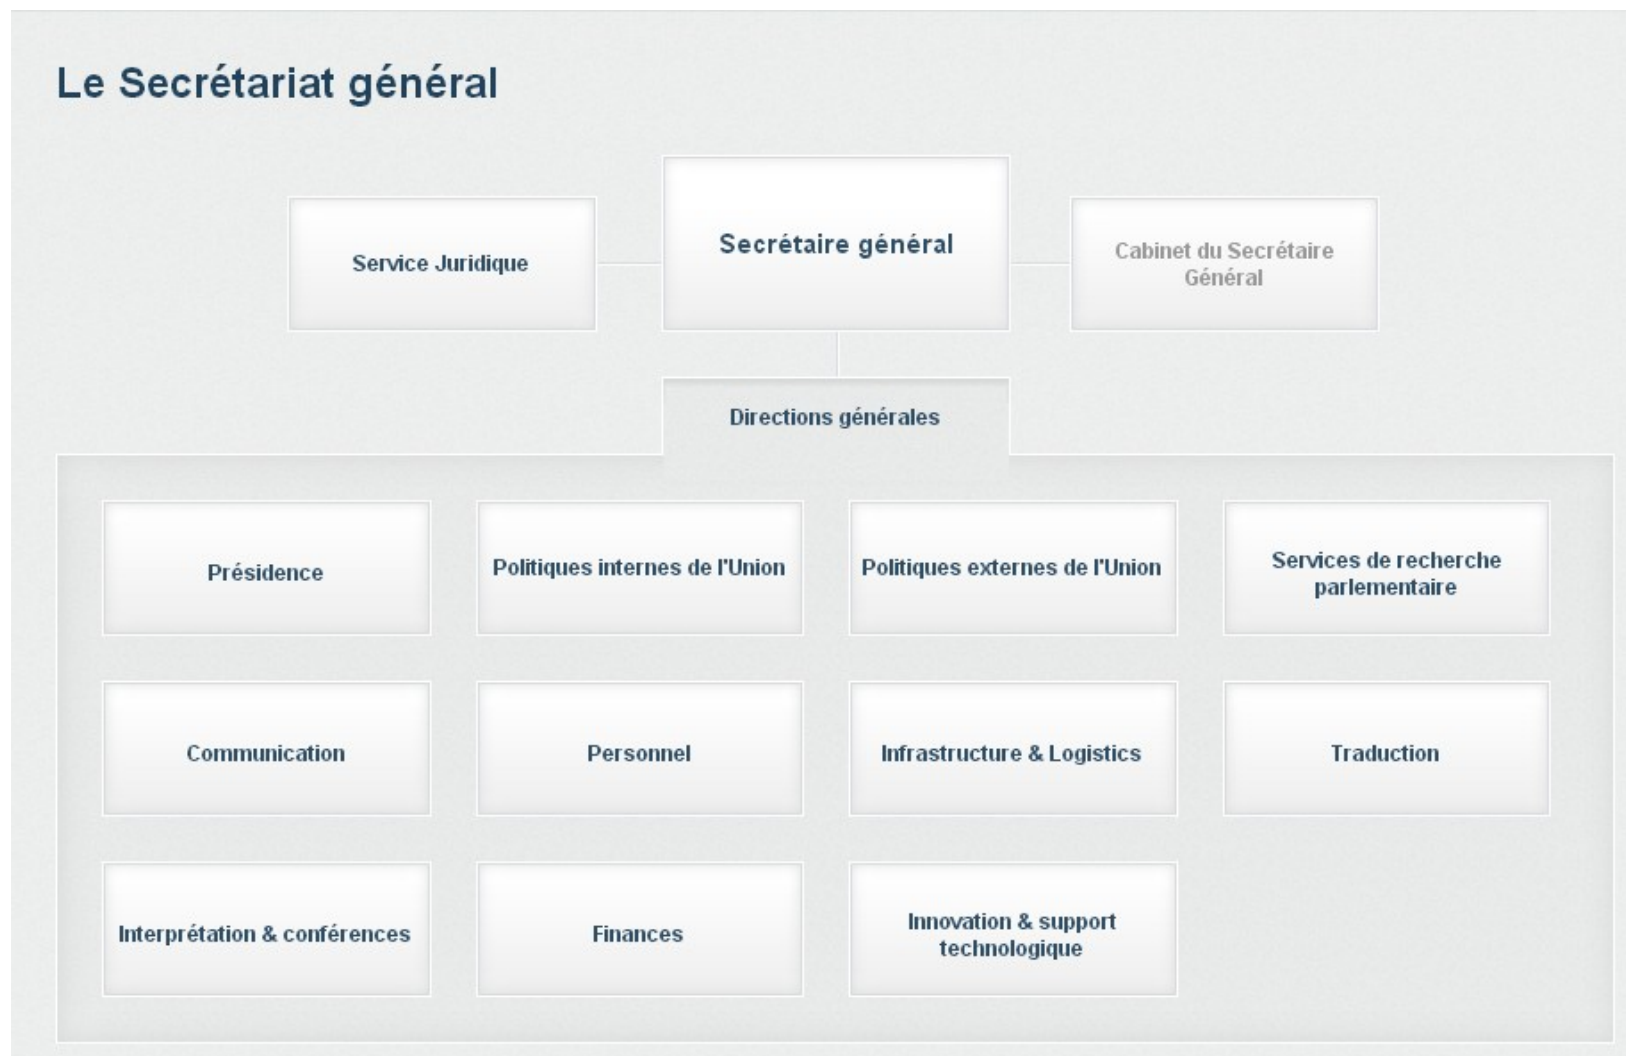 Le Secrétariat général
Secrétaire général
Service Juridique
Cabinet du Secrétaire
Général
Directions générales
Présidence
Politiques internes de l'Union
Politiques externes de l'Union
Services de recherche
parlementaire
Communication
Personnel
Infrastructure & Logistics
Traduction
Interprétation & conférences
Finances
Innovation & support
technologique